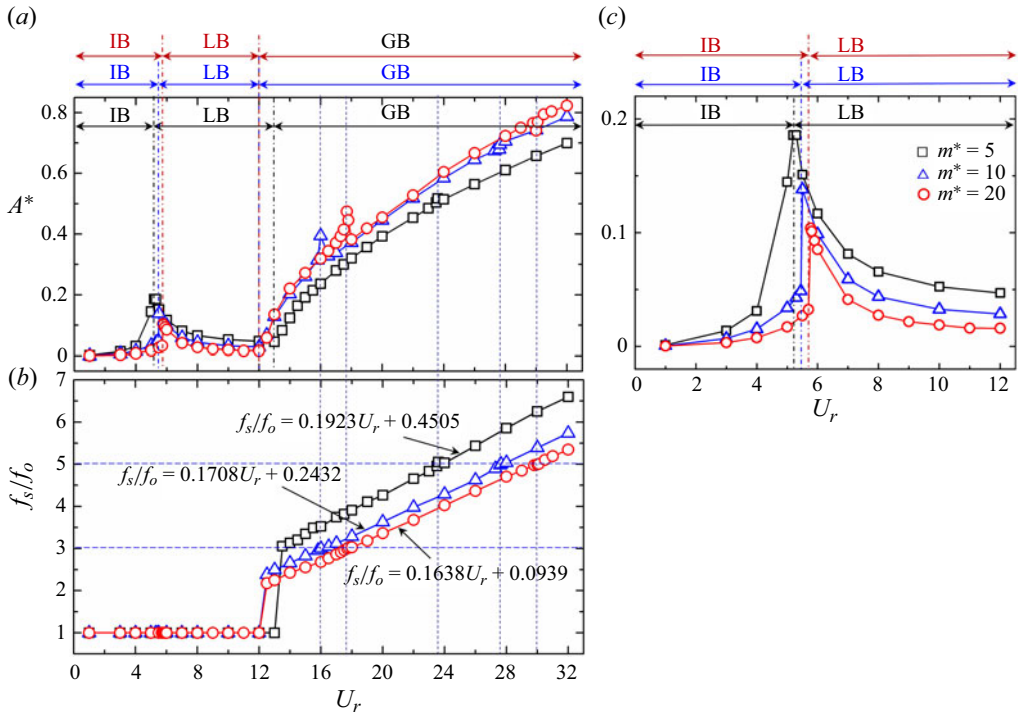 (a)
(c)
IB LB GB
IB LB
IB LB GB
IB LB
IB LB GB
IB LB
0.8
0.6
A*
0.4
0.2
0
0.2
0.1
0
m* = 5
m* = 10
m* = 20
0 2 4 6 8 10 12
U_r
(b)
7
6
5
4
3
2
1
f_s/f_o
f_s/f_o = 0.1923U_r + 0.4505
f_s/f_o = 0.1708U_r + 0.2432
f_s/f_o = 0.1638U_r + 0.0939
0 4 8 12 16 20 24 28 32
U_r